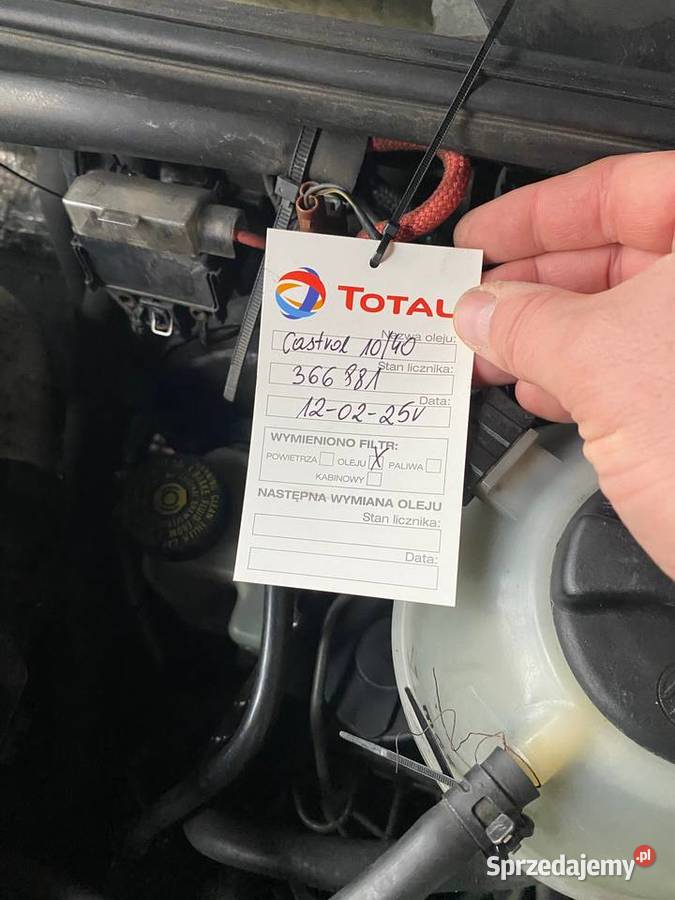 TOTAL
Nazwa oleju:
Castrol 10/40
Stan licznika:
366 981
Data:
12-02-25r
WYMIENIONO FILTR:
POWIETRZA OLEJU X PALIWA
KABINOWY
NASTĘPNA WYMIANA OLEJU
Stan licznika:
Data:
Sprzedajemy.pl